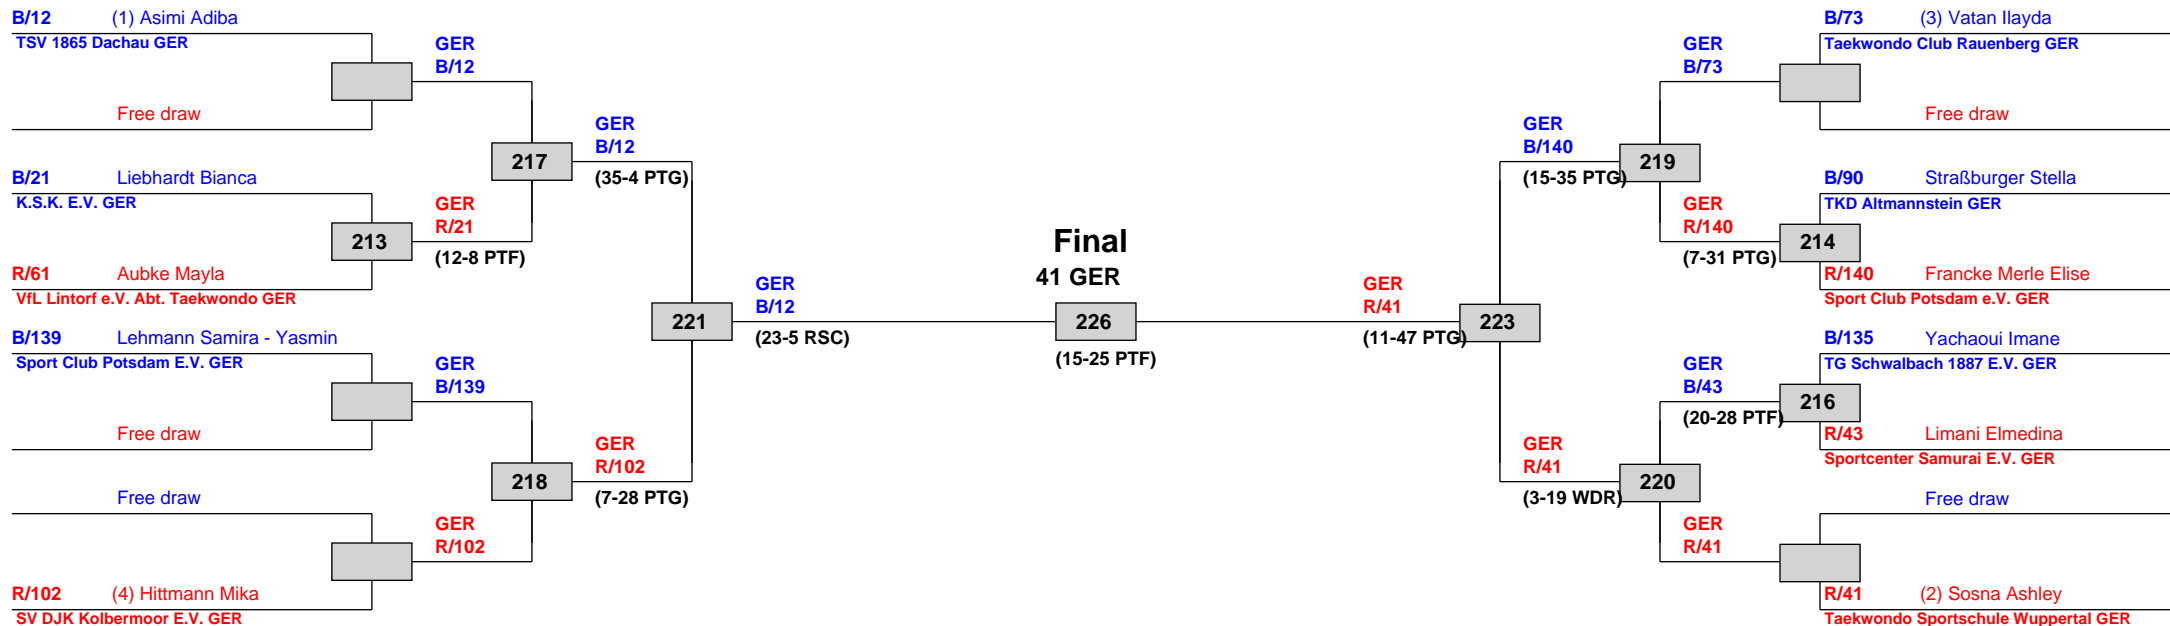 B/12 (1) Asimi Adiba
TSV 1865 Dachau GER
Free draw
B/21 Liebhardt Bianca
K.S.K. E.V. GER
R/61 Aubke Mayla
VfL Lintorf e.V. Abt. Taekwondo GER
B/139 Lehmann Samira - Yasmin
Sport Club Potsdam E.V. GER
Free draw
Free draw
R/102 (4) Hittmann Mika
SV DJK Kolbermoor E.V. GER
GER
B/12
213
GER
R/21
(12-8 PTF)
GER
B/139
GER
R/102
217
GER
B/12
(35-4 PTG)
218
GER
R/102
(7-28 PTG)
221
GER
B/12
(23-5 RSC)
Final
41 GER
226
(15-25 PTF)
GER
R/41
(11-47 PTG)
223
GER
B/140
(15-35 PTG)
219
GER
R/41
(3-19 WDR)
220
GER
B/73
GER
R/140
(7-31 PTG)
214
GER
B/43
(20-28 PTF)
216
GER
R/41
B/73 (3) Vatan Ilayda
Taekwondo Club Rauenberg GER
Free draw
B/90 Straßburger Stella
TKD Altmannstein GER
R/140 Francke Merle Elise
Sport Club Potsdam e.V. GER
B/135 Yachaoui Imane
TG Schwalbach 1887 E.V. GER
R/43 Limani Elmedina
Sportcenter Samurai E.V. GER
Free draw
R/41 (2) Sosna Ashley
Taekwondo Sportschule Wuppertal GER